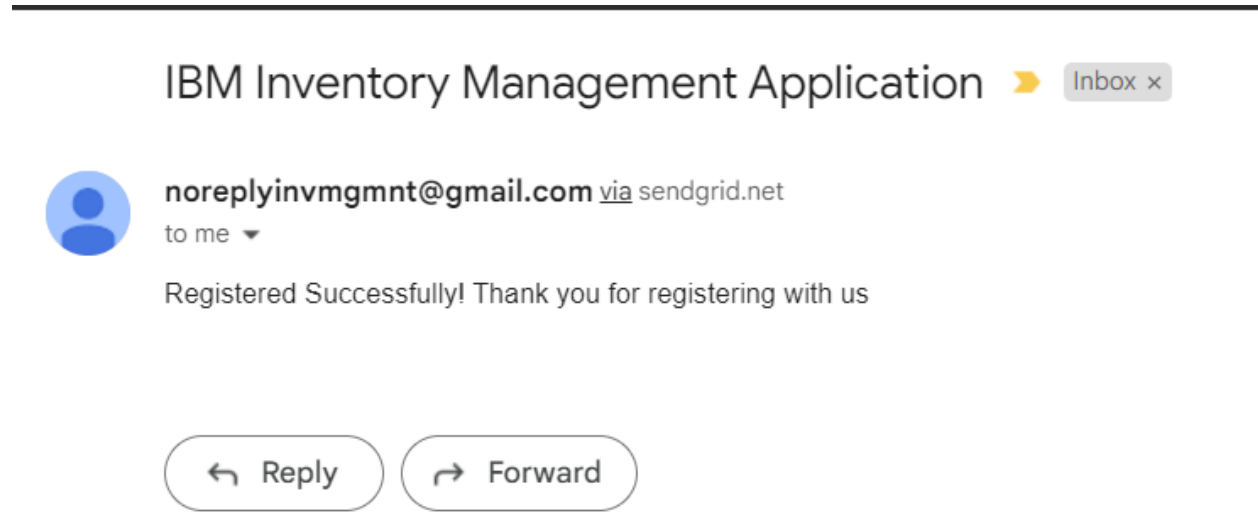 IBM Inventory Management Application Inbox ×
noreplyinvmgmnt@gmail.com via sendgrid.net
to me
Registered Successfully! Thank you for registering with us
Reply Forward